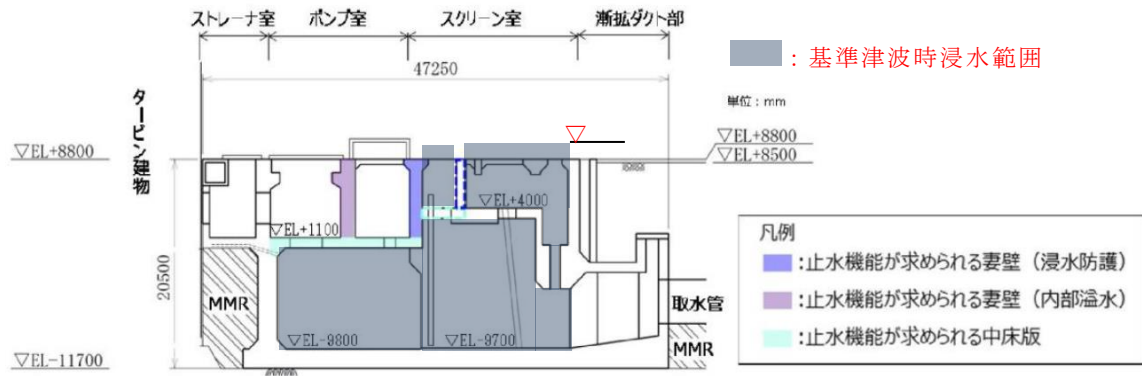 ストレーナ室 ポンプ室 スクリーン室 漸拡ダクト部
47250
：基準津波時浸水範囲
単位：mm
タービン建物
▽EL+8800
▽
▽EL+8800
▽EL+8500
▽EL+4000
▽EL+1100
20500
MMR
取水管
▽EL-9800
▽EL-9700
MMR
▽EL-11700
凡例
：止水機能が求められる妻壁（浸水防護）
：止水機能が求められる妻壁（内部溢水）
：止水機能が求められる中床版